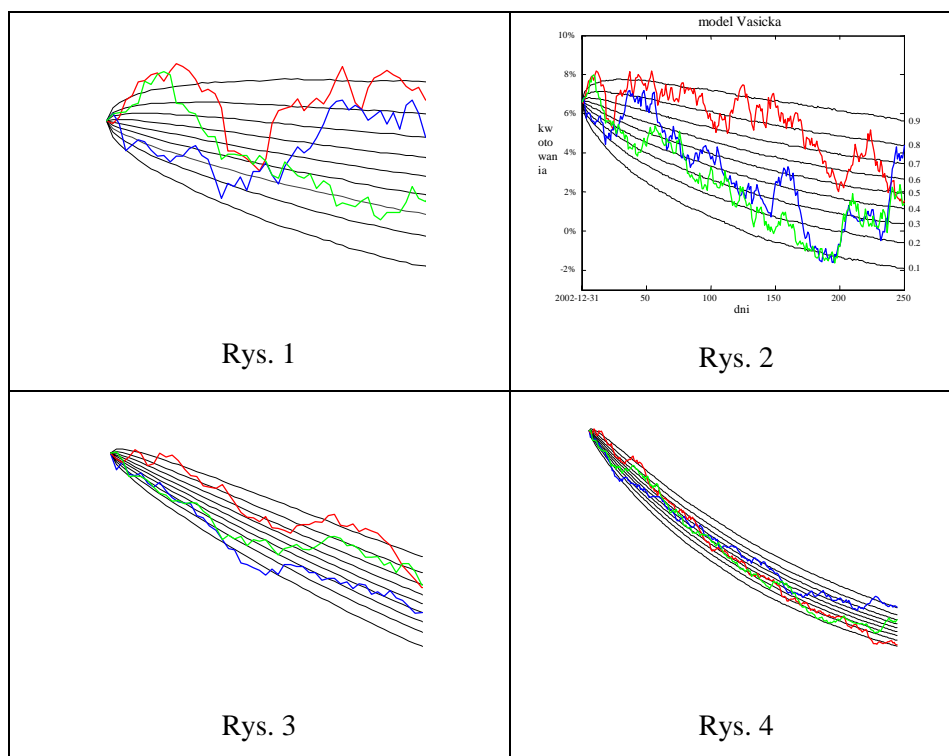 Rys. 1
model Vasicka
10%
8%
6%
4%
2%
0%
-2%
kw
oto
wan
ia
0.9
0.8
0.7
0.6
0.5
0.4
0.3
0.2
0.1
2002-12-31 50 100 150 200 250
dni
Rys. 2
Rys. 3
Rys. 4